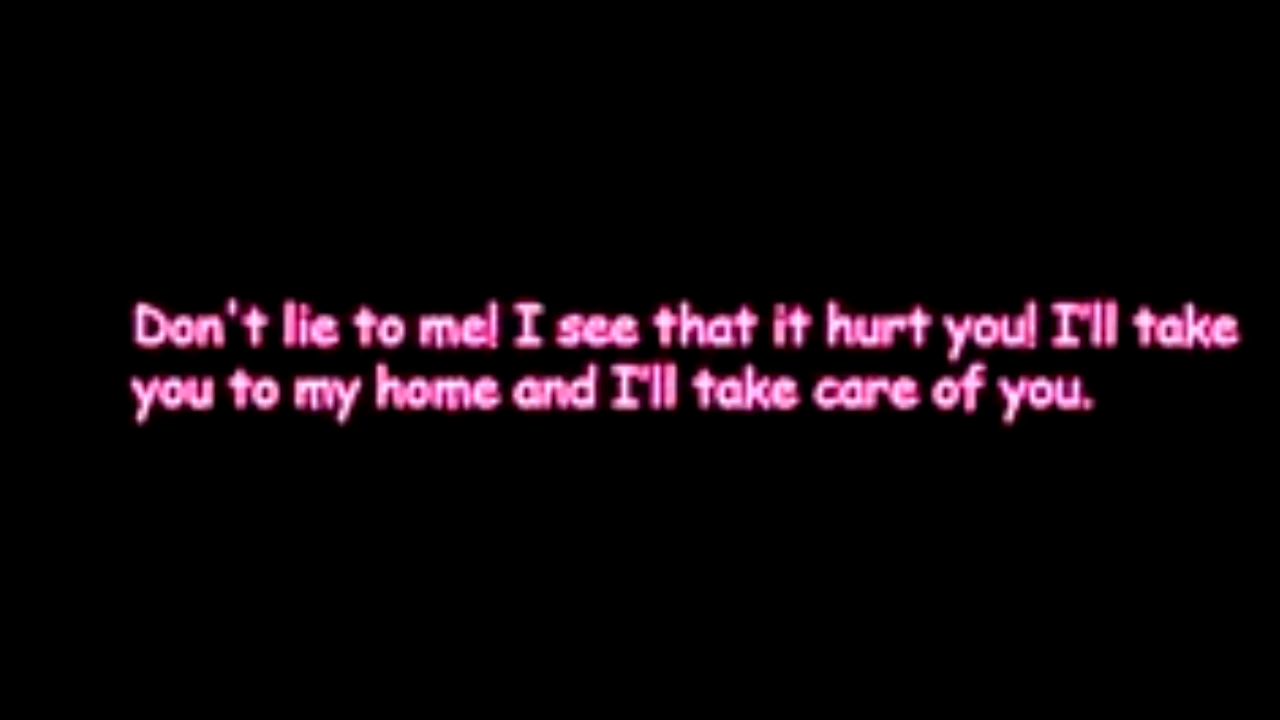 Don't lie to me! I see that it hurt you! I'll take
you to my home and I'll take care of you.